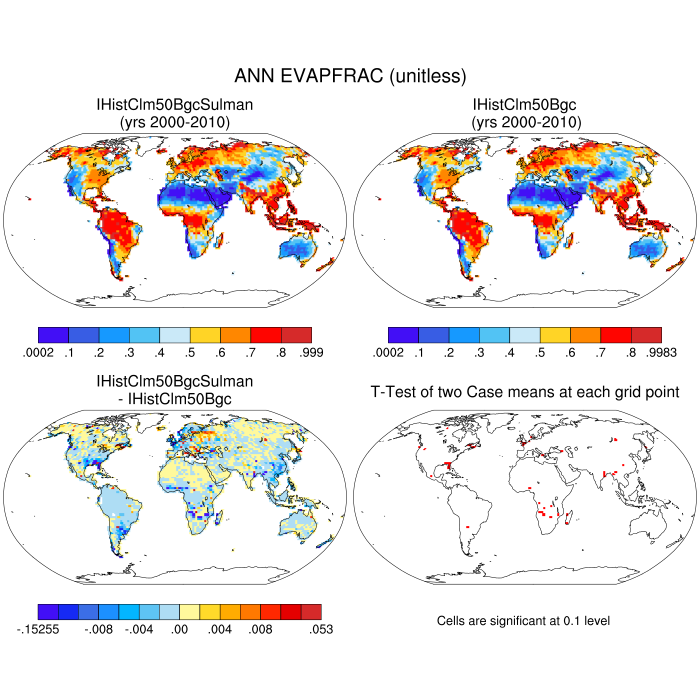 ANN EVAPFRAC (unitless)
IHistClm50BgcSulman
(yrs 2000-2010)
IHistClm50Bgc
(yrs 2000-2010)
.0002 .1 .2 .3 .4 .5 .6 .7 .8 .999
.0002 .1 .2 .3 .4 .5 .6 .7 .8 .9983
IHistClm50BgcSulman
- IHistClm50Bgc
T-Test of two Case means at each grid point
-.15255 -.008 -.004 .00 .004 .008 .053
Cells are significant at 0.1 level